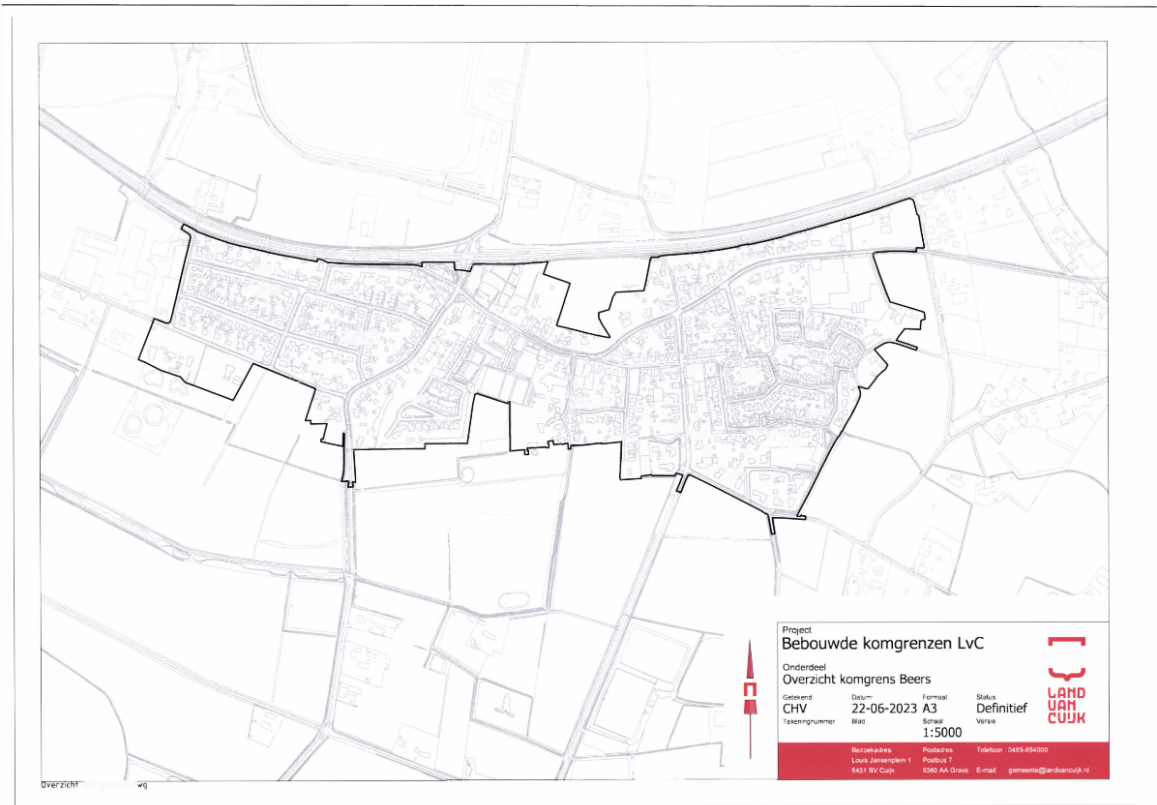 Project
Bebouwde komgrenzen LvC
Onderdeel
Overzicht komgrens Beers
Getekend Datum Formaat Status
CHV 22-06-2023 A3 Definitief
Tekeningnummer Blad Schaal Versie
1:5000
LAND
VAN
CUIJK
Bezoekadres Postadres Telefoon 0485-854000
Louis Jansenplein 1 Postbus 7
5431 BV Cuijk 5360 AA Grave E-mail gemeente@landvancuijk.nl
Overzicht wg